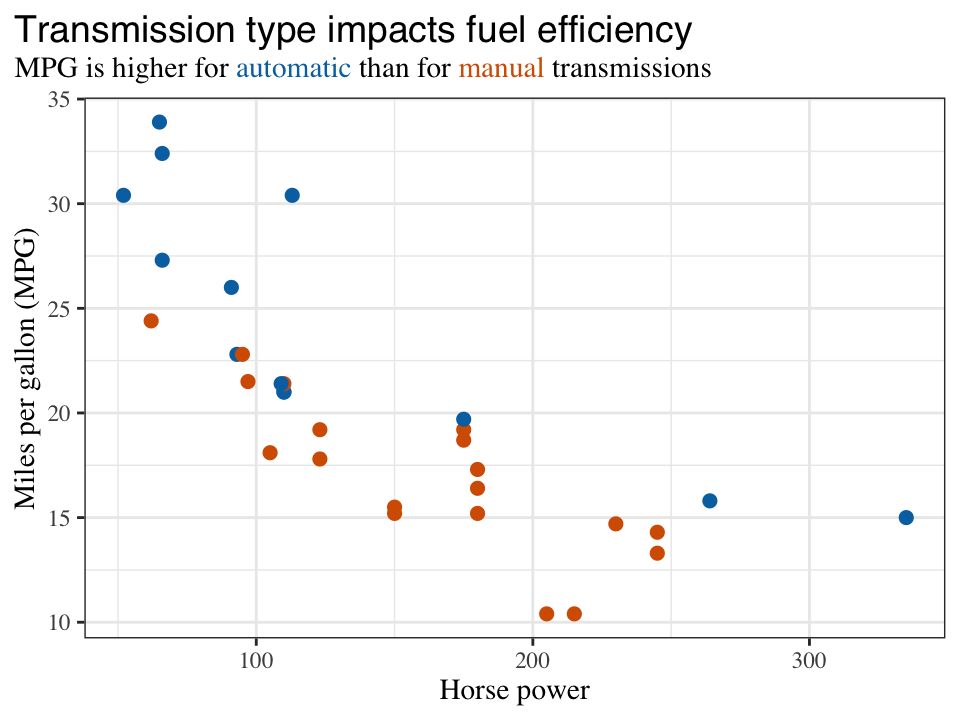 Transmission type impacts fuel efficiency
MPG is higher for automatic than for manual transmissions
35
30
25
20
15
10
Miles per gallon (MPG)
100 200 300
Horse power